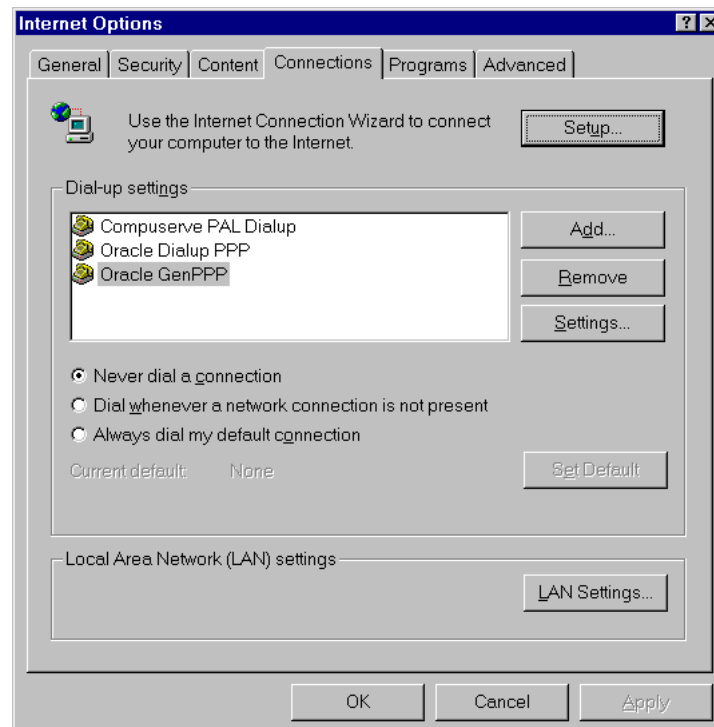 Internet Options
General Security Content Connections Programs Advanced
Use the Internet Connection Wizard to connect
your computer to the Internet.
Setup...
Dial-up settings
Compuserve PAL Dialup
Oracle Dialup PPP
Oracle GenPPP
Add...
Remove
Settings...
Never dial a connection
Dial whenever a network connection is not present
Always dial my default connection
Current default: None
Set Default
Local Area Network (LAN) settings
LAN Settings...
OK Cancel Apply